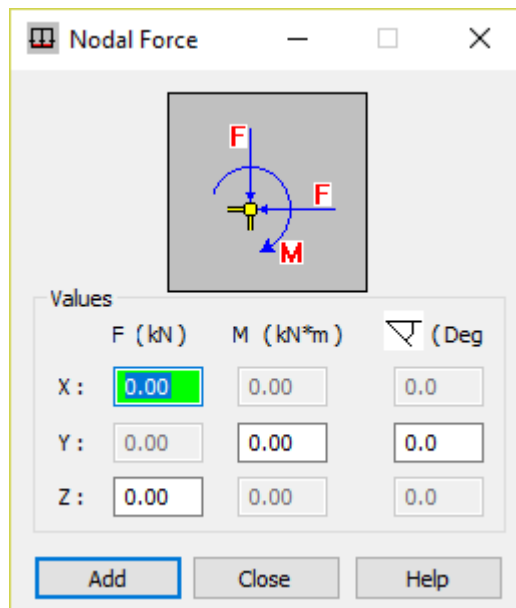 Nodal Force
F
F
M
Values
F (kN) M (kN*m) (Deg
X: 0.00 0.00 0.0
Y: 0.00 0.00 0.0
Z: 0.00 0.00 0.0
Add Close Help